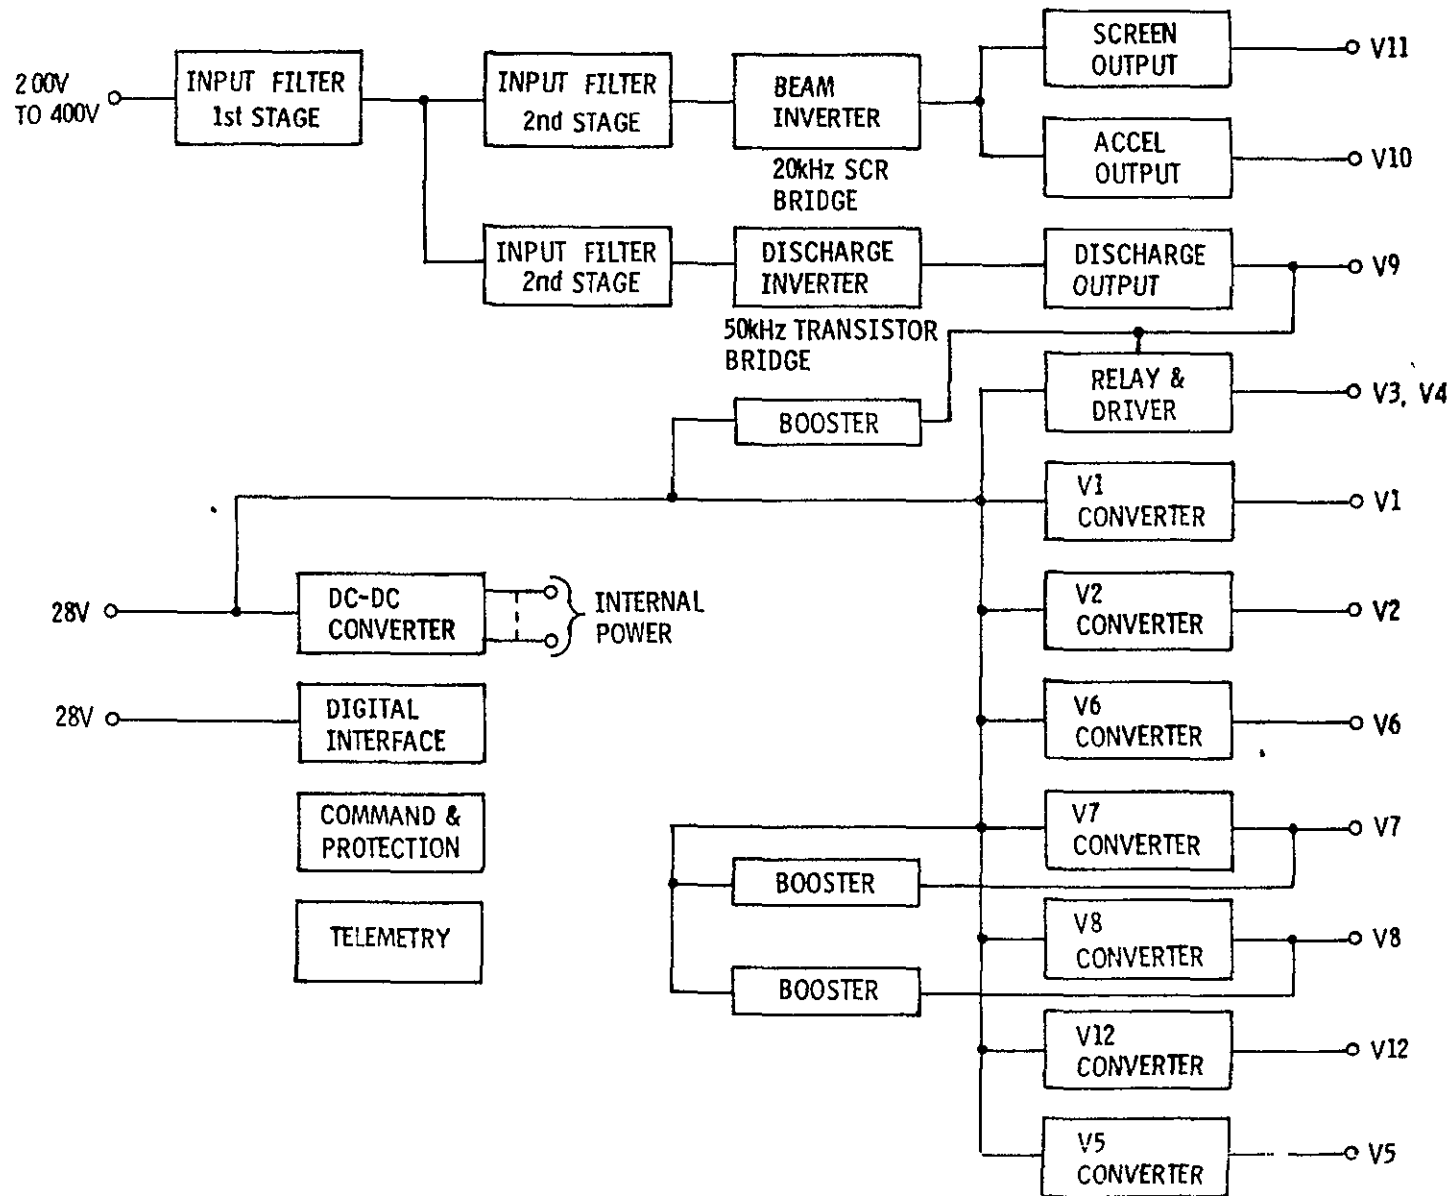 200V
TO 400V
INPUT FILTER
1st STAGE
INPUT FILTER
2nd STAGE
BEAM
INVERTER
20kHz SCR
BRIDGE
SCREEN
OUTPUT
V11
ACCEL
OUTPUT
V10
INPUT FILTER
2nd STAGE
DISCHARGE
INVERTER
50kHz TRANSISTOR
BRIDGE
DISCHARGE
OUTPUT
V9
BOOSTER
RELAY &
DRIVER
V3, V4
V1
CONVERTER
V1
28V
DC-DC
CONVERTER
INTERNAL
POWER
V2
CONVERTER
V2
28V
DIGITAL
INTERFACE
V6
CONVERTER
V6
COMMAND &
PROTECTION
V7
CONVERTER
V7
BOOSTER
TELEMETRY
V8
CONVERTER
V8
BOOSTER
V12
CONVERTER
V12
V5
CONVERTER
V5